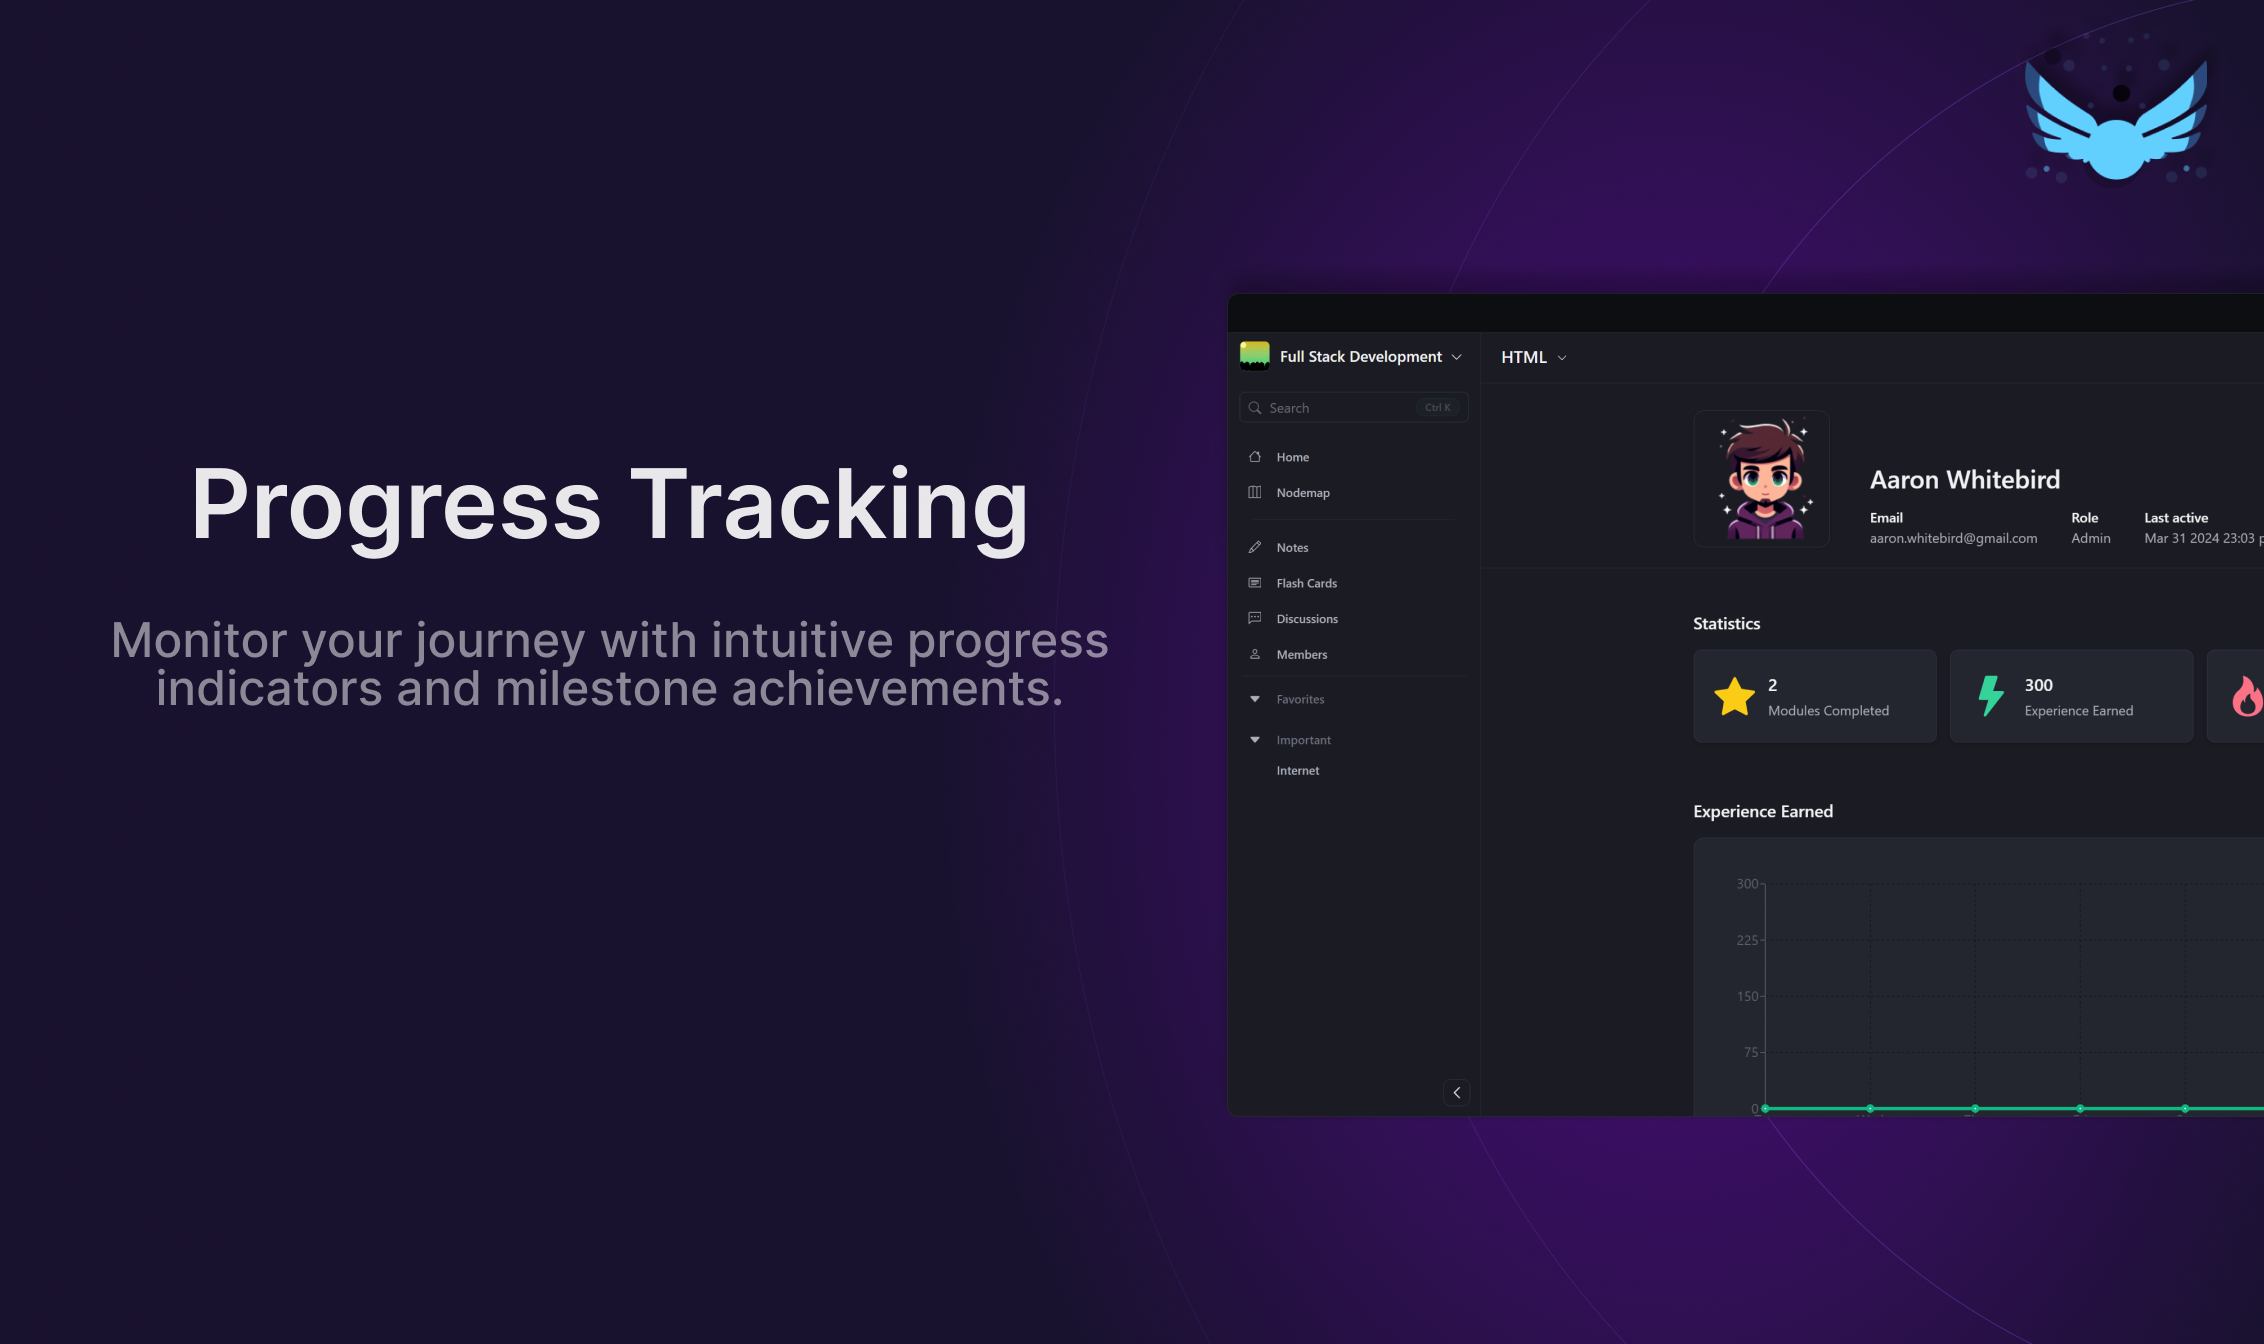 Progress Tracking
Monitor your journey with intuitive progress
indicators and milestone achievements.
Full Stack Development
Search
Ctrl K
Home
Nodemap
Notes
Flash Cards
Discussions
Members
Favorites
Important
Internet
HTML
Aaron Whitebird
Email
Role
Last active
aaron.whitebird@gmail.com
Admin
Mar 31 2024 23:03
Statistics
2
Modules Completed
300
Experience Earned
Experience Earned
300
225
150
75
0